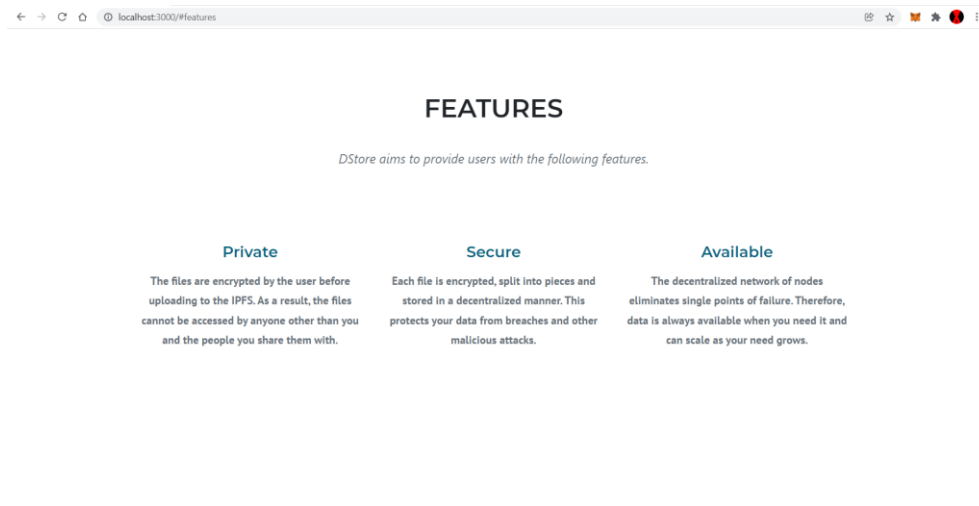 localhost:3000/#features
FEATURES
DStore aims to provide users with the following features.
Private
The files are encrypted by the user before
uploading to the IPFS. As a result, the files
cannot be accessed by anyone other than you
and the people you share them with.
Secure
Each file is encrypted, split into pieces and
stored in a decentralized manner. This
protects your data from breaches and other
malicious attacks.
Available
The decentralized network of nodes
eliminates single points of failure. Therefore,
data is always available when you need it and
can scale as your need grows.